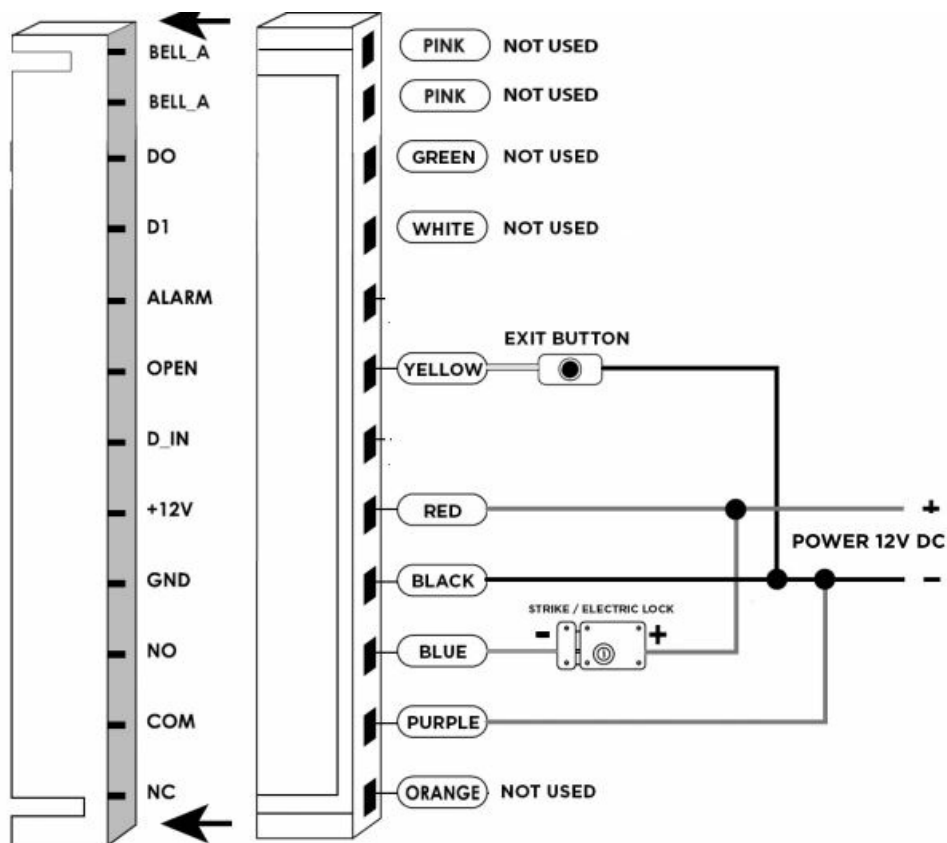 BELL_A
PINK NOT USED
BELL_A
PINK NOT USED
DO
GREEN NOT USED
D1
WHITE NOT USED
ALARM
EXIT BUTTON
OPEN
YELLOW
D_IN
+12V
RED
+
POWER 12V DC
GND
BLACK
-
STRIKE / ELECTRIC LOCK
- +
NO
BLUE
COM
PURPLE
NC
ORANGE NOT USED